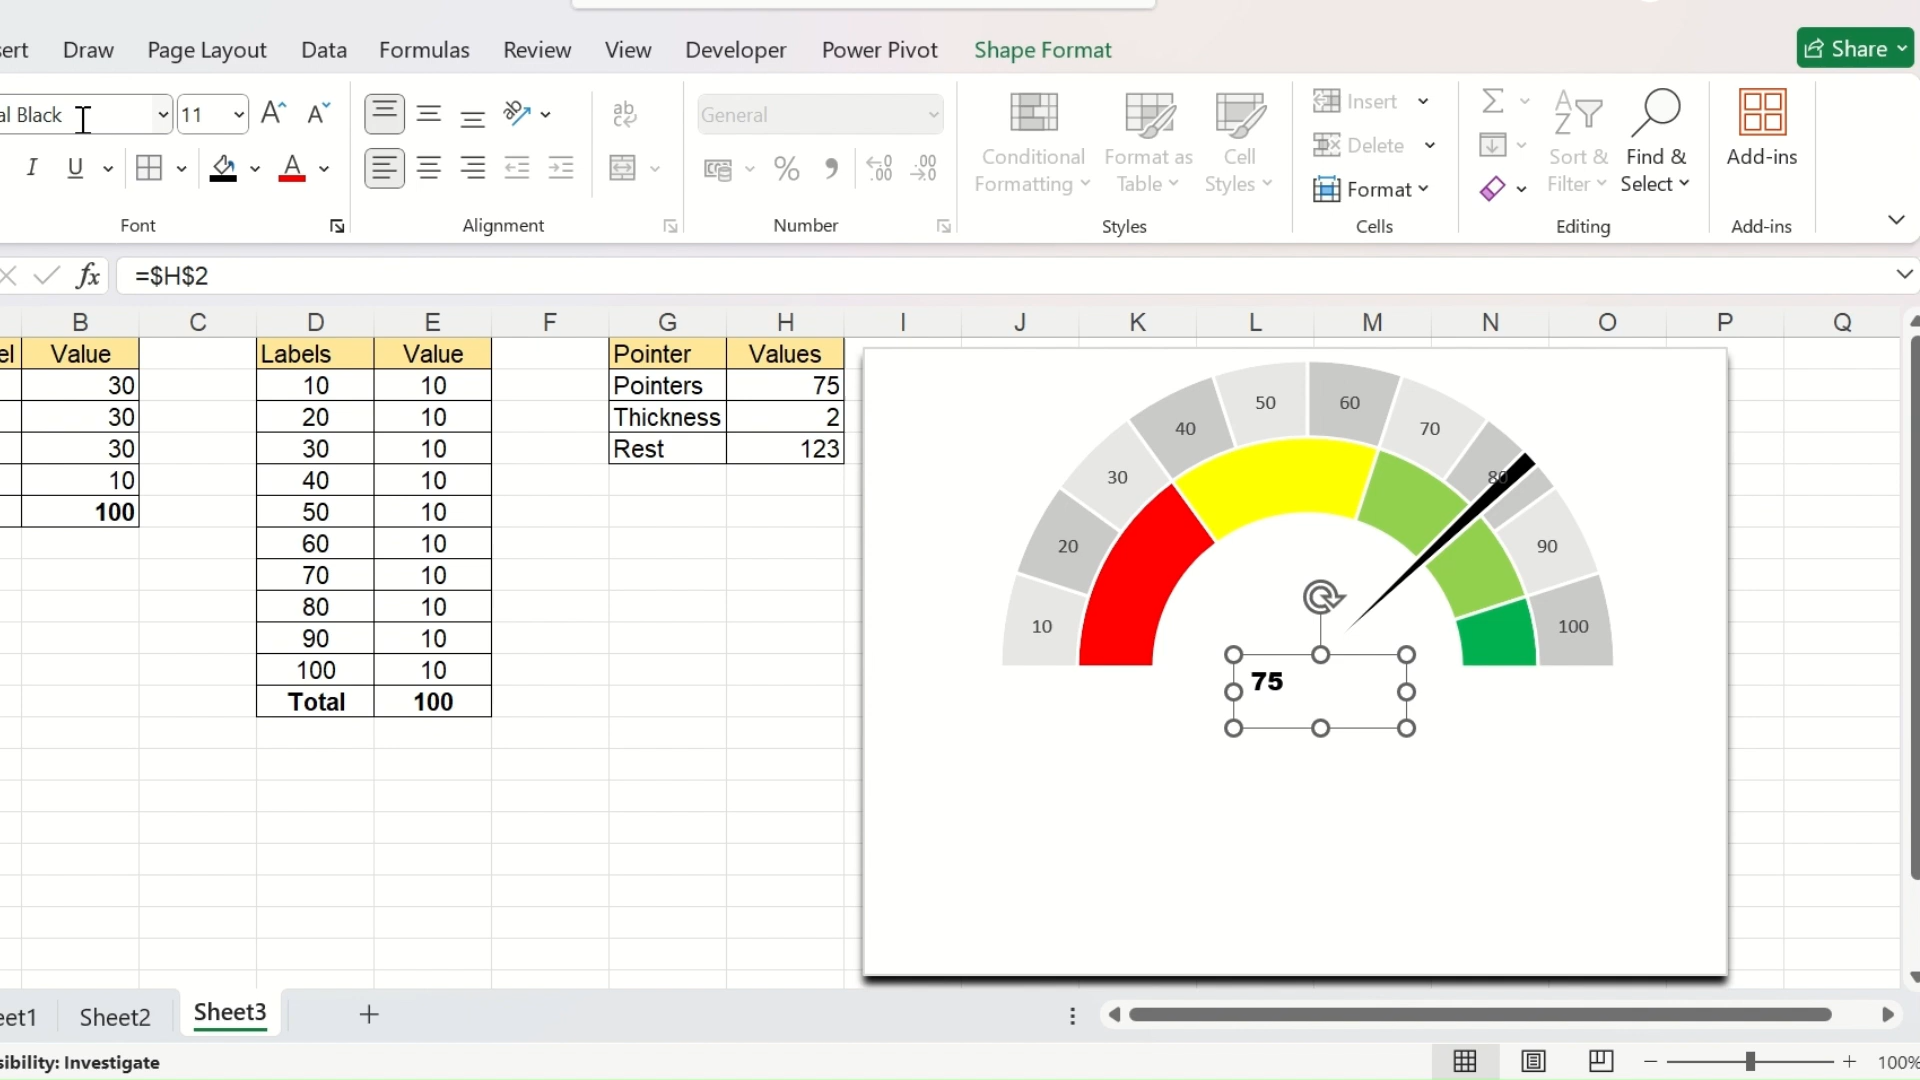 ert Draw Page Layout Data Formulas Review View Developer Power Pivot Shape Format Share
al Black 11 A A ab General Insert Σ A Z
I U A % Conditional Formatting Format as Table Cell Styles Delete Sort & Filter Find & Select Add-ins
Format
Font Alignment Number Styles Cells Editing Add-ins
fx =$H$2
B C D E F G H I J K L M N O P Q
el Value Labels Value Pointer Values
30 10 10 Pointers 75
30 20 10 Thickness 2
30 30 10 Rest 123
10 40 10
100 50 10
60 10
70 10
80 10
90 10
100 10
Total 100
10
20
30
40
50
60
70
80
90
100
75
eet1 Sheet2 Sheet3 +
sibility: Investigate 100%